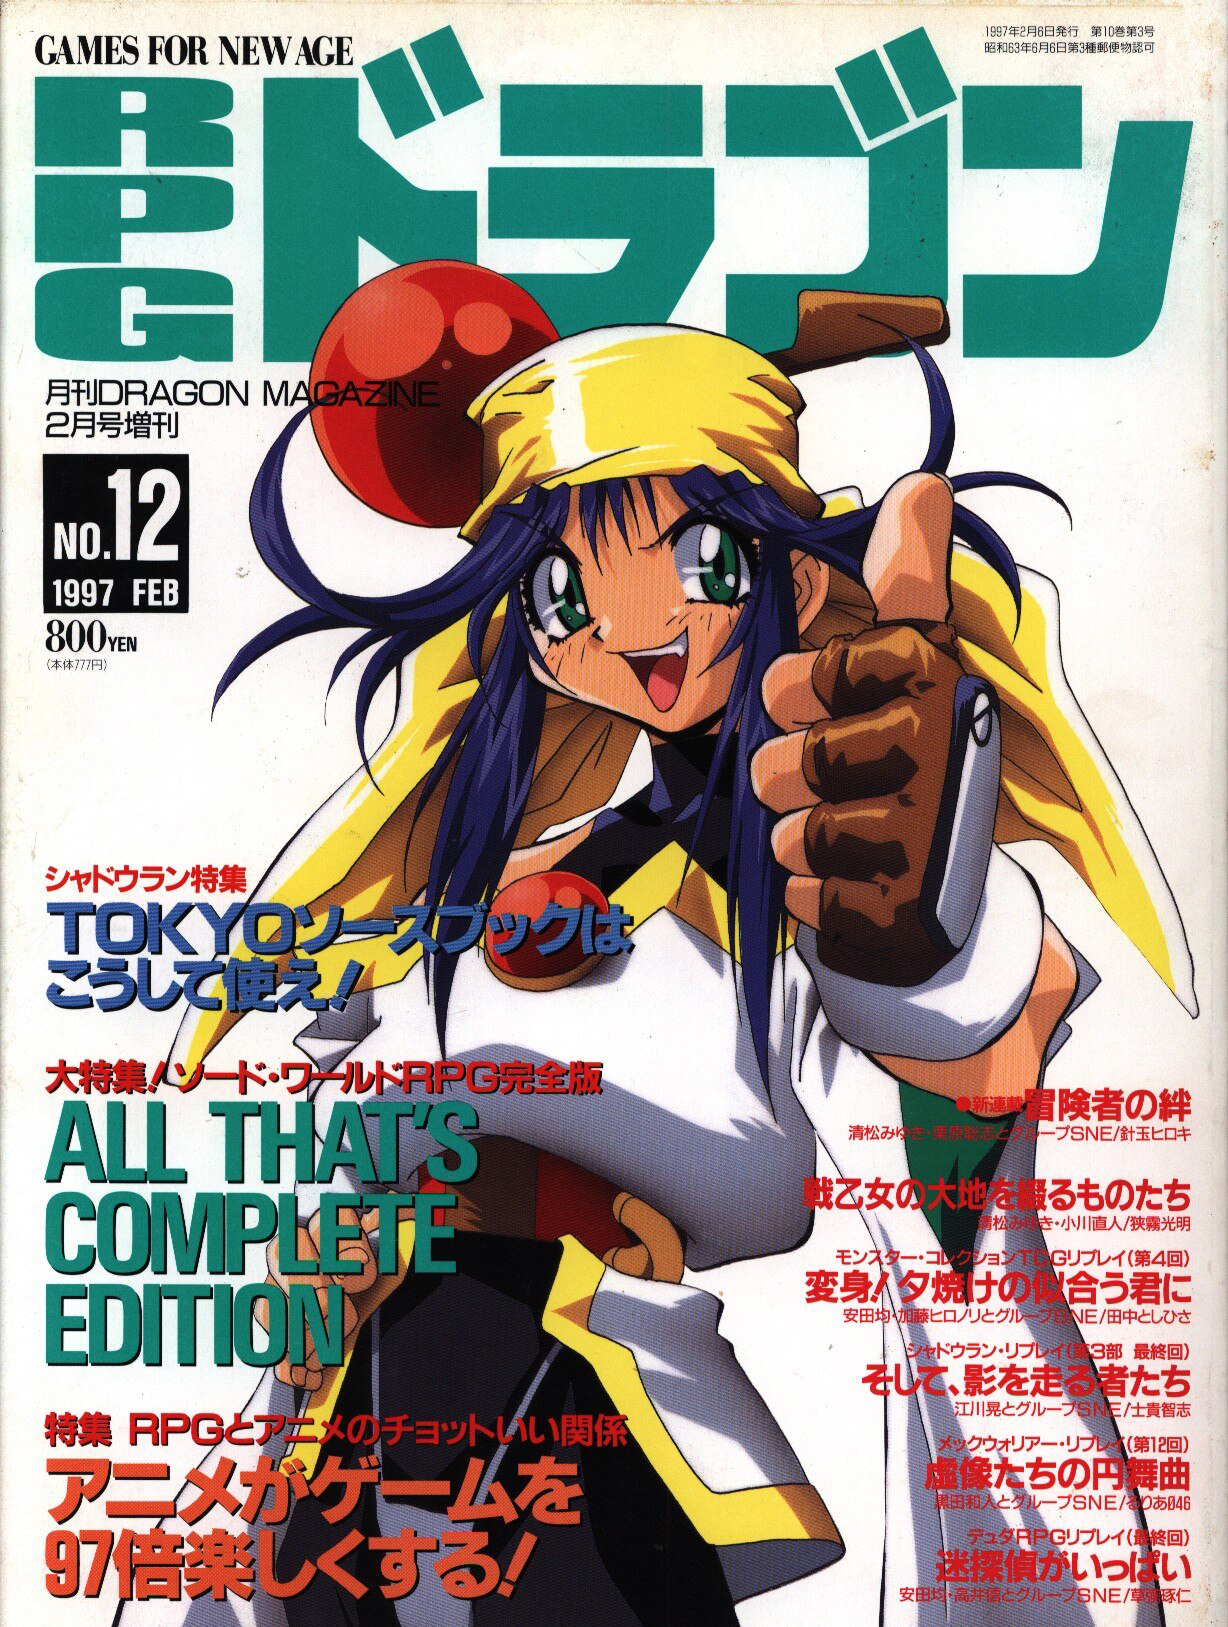 GAMES FOR NEW AGE
1997年2月6日発行 第10巻第3号
昭和63年6月6日第3種郵便物認可
RPGドラゴン
月刊DRAGON MAGAZINE
2月号増刊
NO.12
1997 FEB
800YEN
(本体777円)
シャドウラン特集
TOKYOソースブックは、
こうして使え!
大特集!ソード・ワールドRPG完全版
ALL THAT'S
COMPLETE
EDITION
特集 RPGとアニメのチョットいい関係
アニメがゲームを
97倍楽しくする!
●新連載 冒険者の絆
清松みゆき・栗原聡志とグループSNE/針玉ヒロキ
戦乙女の大地を綴るものたち
清松みゆき・小川直人/狭霧光明
モンスター・コレクションTCGリプレイ(第4回)
変身!夕焼けの似合う君に
安田均・加藤ヒロノリとグループSNE/田中としひさ
シャドウラン・リプレイ(第3部 最終回)
そして、影を走る者たち
江川晃とグループSNE/士貴智志
メックウォリアー・リプレイ(第12回)
虚像たちの円舞曲
黒田和人とグループSNE/るりあ046
デュダRPGリプレイ(最終回)
迷探偵がいっぱい
安田均・高井信とグループSNE/草彅琢仁